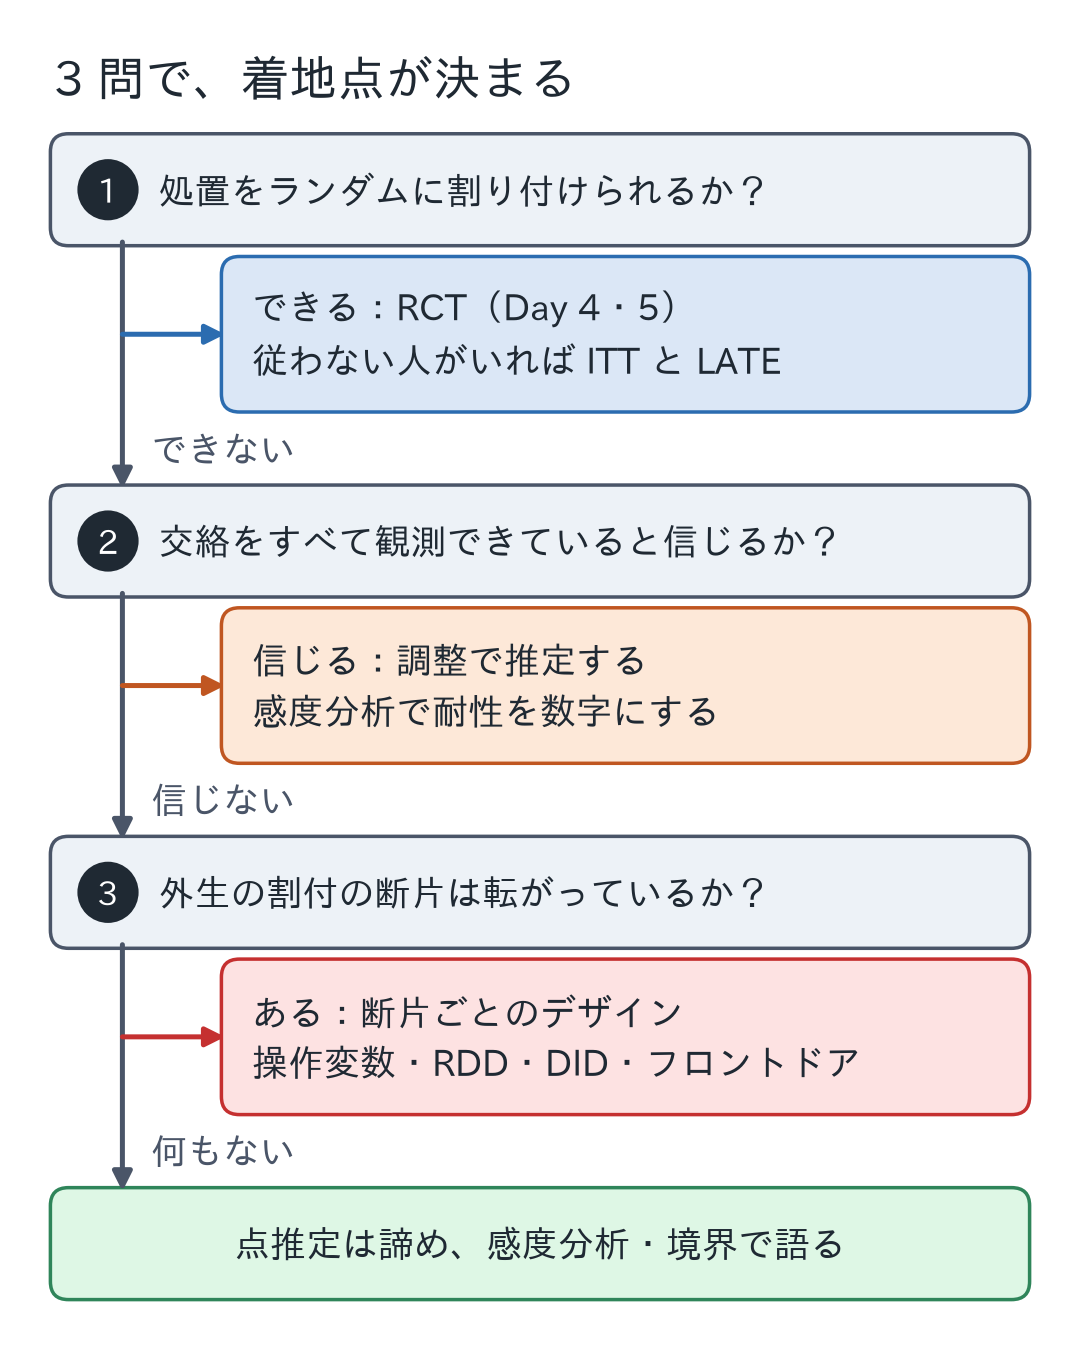 3 問で、着地点が決まる
1 処置をランダムに割り付けられるか？
できる：RCT（Day 4・5）
従わない人がいれば ITT と LATE
できない
2 交絡をすべて観測できていると信じるか？
信じる：調整で推定する
感度分析で耐性を数字にする
信じない
3 外生の割付の断片は転がっているか？
ある：断片ごとのデザイン
操作変数・RDD・DID・フロントドア
何もない
点推定は諦め、感度分析・境界で語る